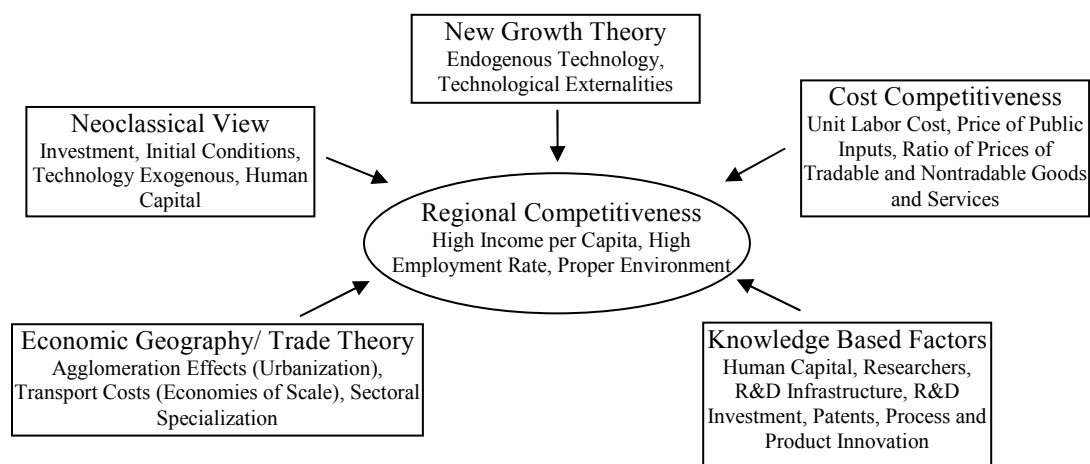 New Growth Theory
Endogenous Technology,
Technological Externalities
Neoclassical View
Investment, Initial Conditions,
Technology Exogenous, Human
Capital
Cost Competitiveness
Unit Labor Cost, Price of Public
Inputs, Ratio of Prices of
Tradable and Nontradable Goods
and Services
Regional Competitiveness
High Income per Capita, High
Employment Rate, Proper Environment
Economic Geography/ Trade Theory
Agglomeration Effects (Urbanization),
Transport Costs (Economies of Scale), Sectoral
Specialization
Knowledge Based Factors
Human Capital, Researchers,
R&D Infrastructure, R&D
Investment, Patents, Process and
Product Innovation